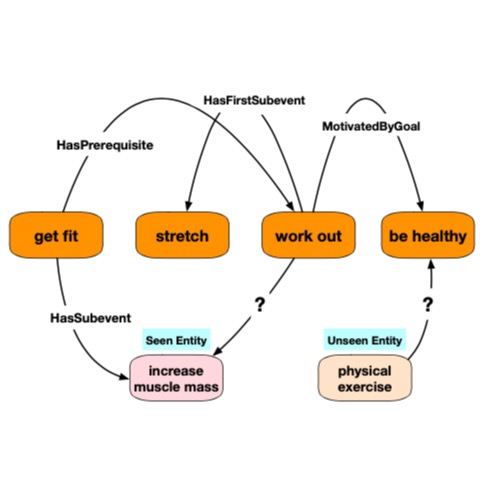 HasFirstSubevent
MotivatedByGoal
HasPrerequisite
get fit
stretch
work out
be healthy
?
?
HasSubevent
Seen Entity
Unseen Entity
increase
muscle mass
physical
exercise